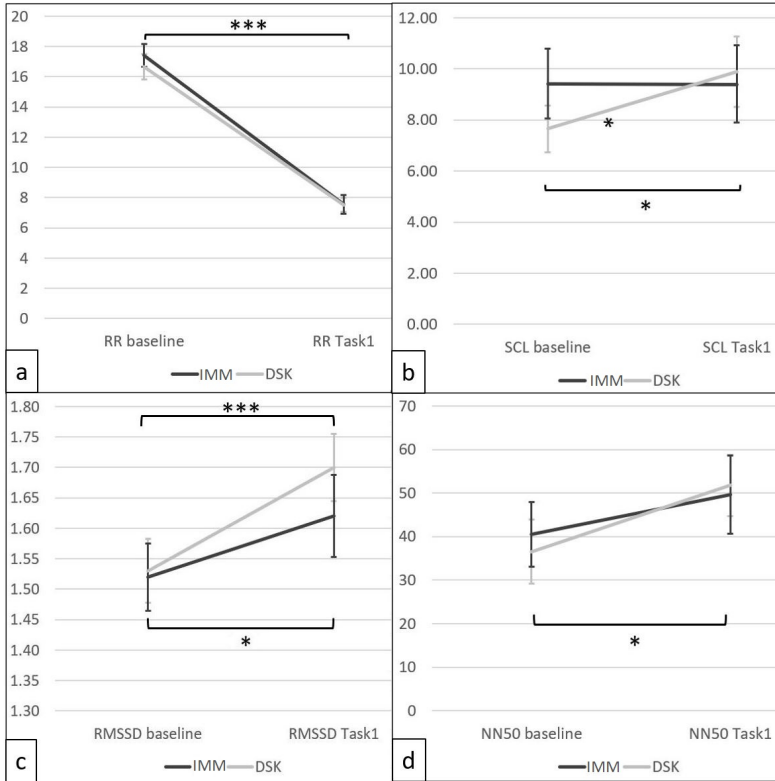 20
18
16
14
12
10
8
6
4
2
0
***
RR baseline
RR Task1
IMM
DSK
a
12.00
10.00
8.00
6.00
4.00
2.00
0.00
*
*
SCL baseline
SCL Task1
IMM
DSK
b
1.80
1.75
1.70
1.65
1.60
1.55
1.50
1.45
1.40
1.35
1.30
***
*
RMSSD baseline
RMSSD Task1
IMM
DSK
c
70
60
50
40
30
20
10
0
*
NN50 baseline
NN50 Task1
IMM
DSK
d